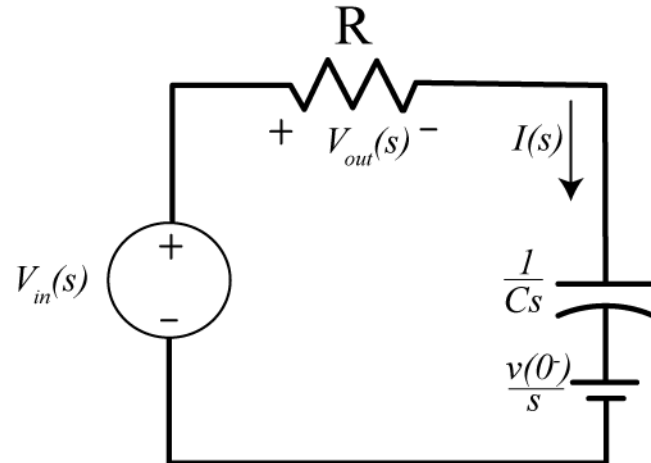 R
+ V_out(s) -
I(s)
V_in(s)
+
-
1/Cs
v(0⁻)/s